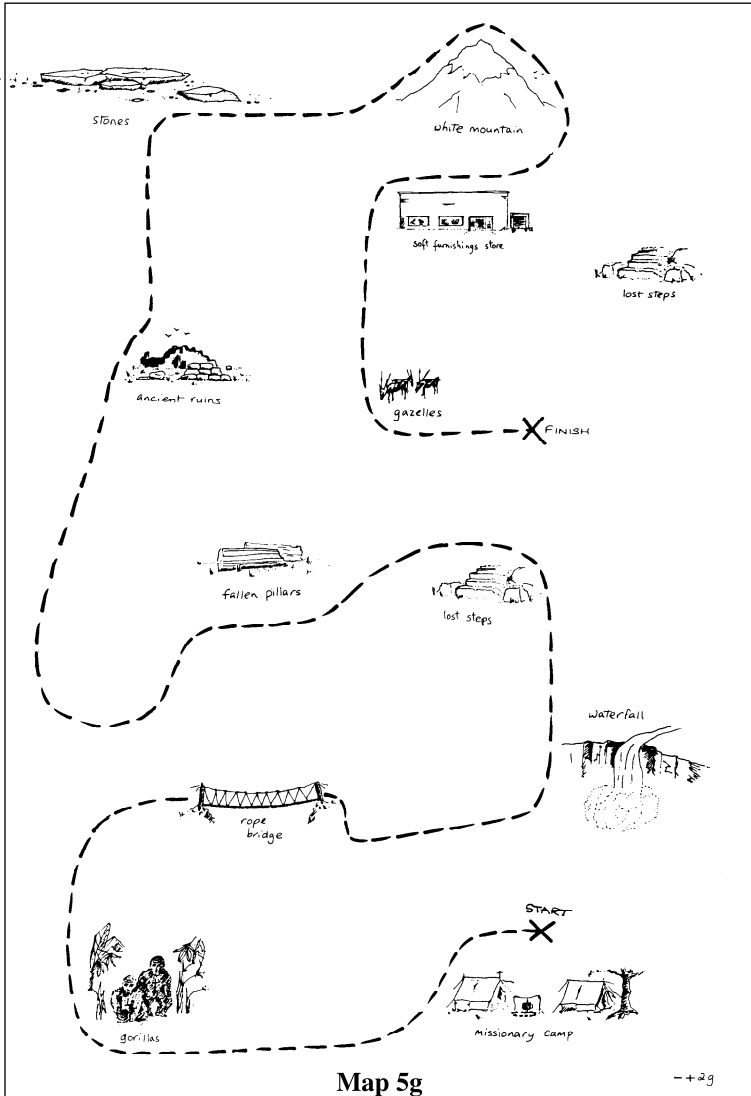 stones
white mountain
soft furnishings store
lost steps
ancient ruins
gazelles
FINISH
fallen pillars
lost steps
waterfall
rope
bridge
START
gorillas
missionary camp
Map 5g
-+2g